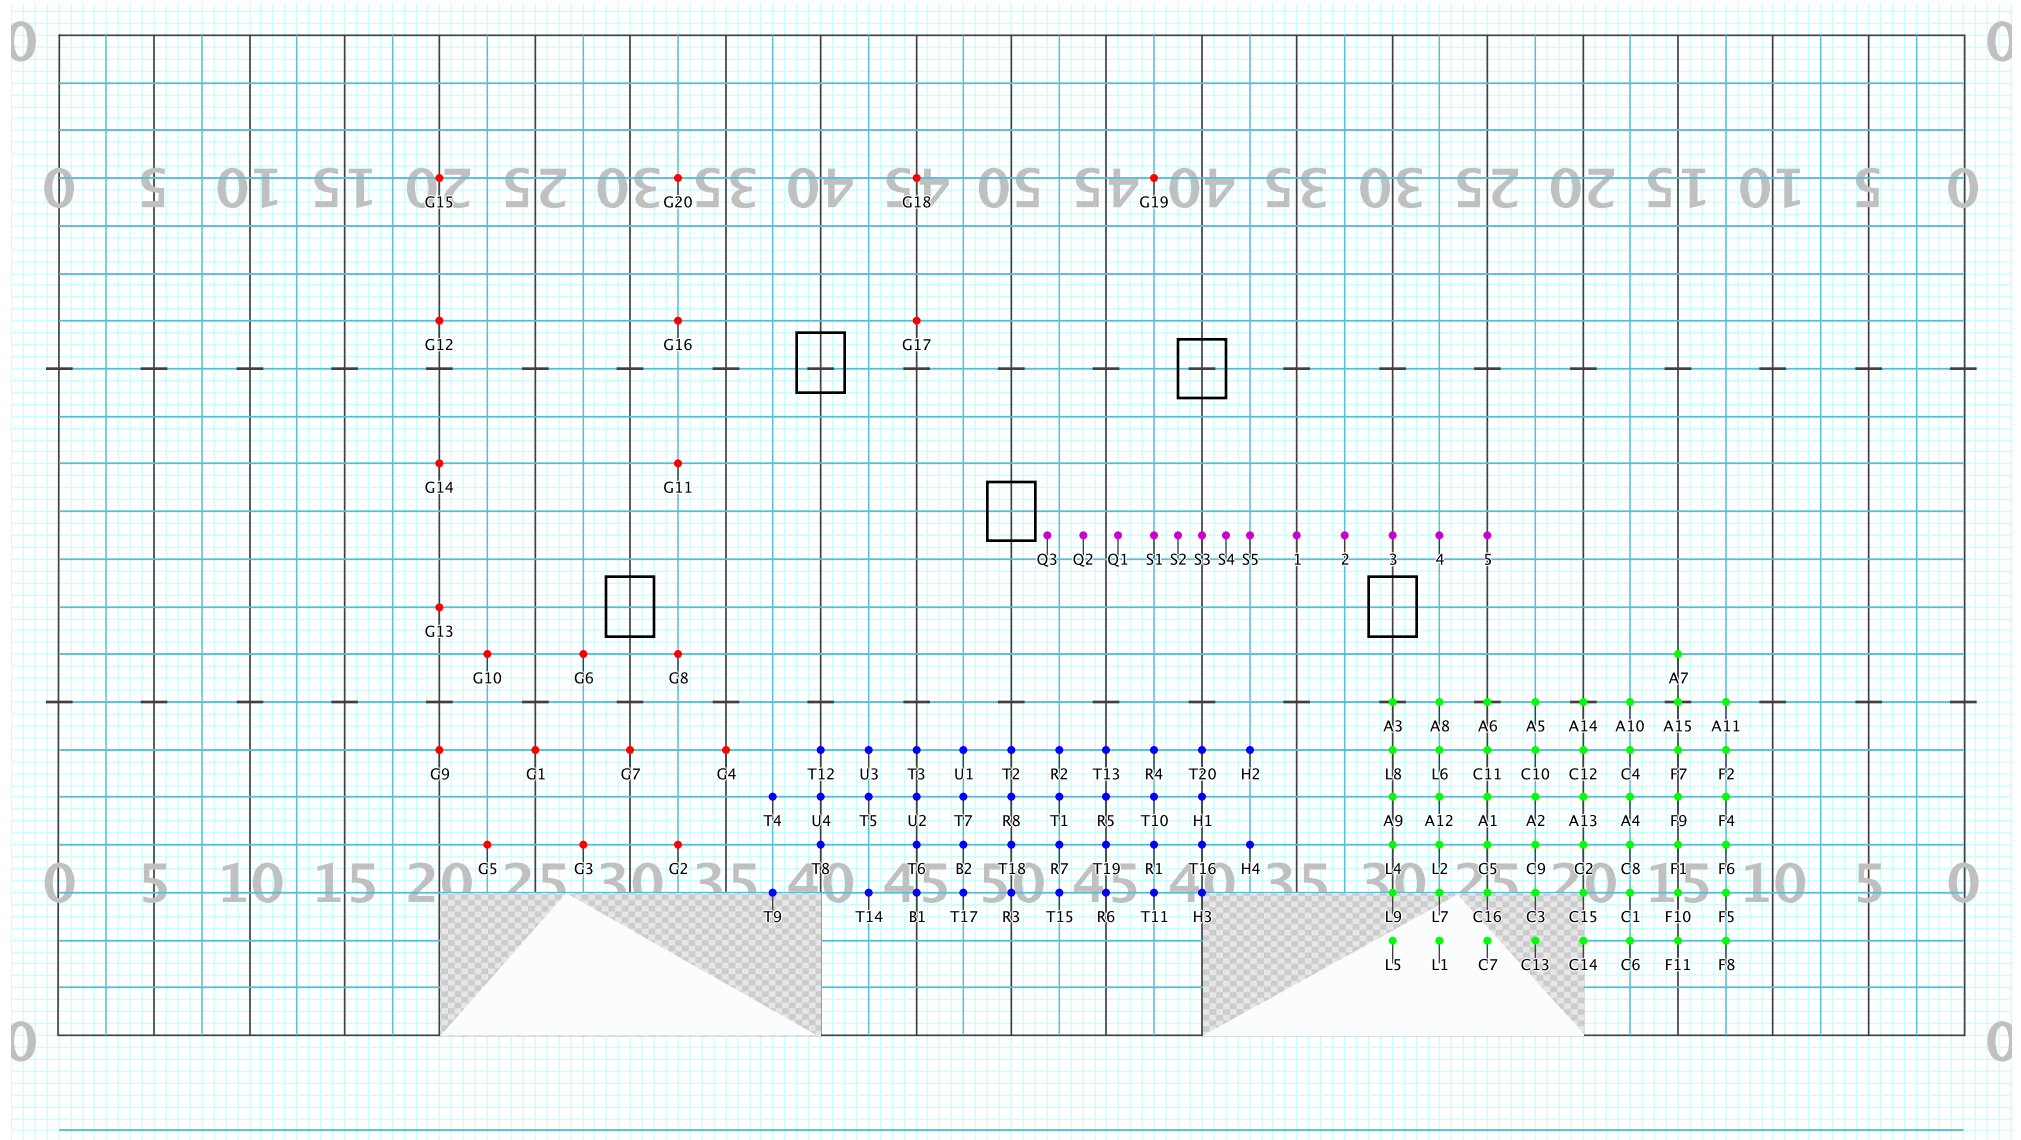 0 0
0 5 10 15 20 25 30 35 40 45 50 45 40 35 30 25 20 15 10 5 0
G15 G20 G18 G19
G12 G16 G17
G14 G11
Q3 Q2 Q1 S1 S2 S3 S4 S5 1 2 3 4 5
G13
G10 G6 G8 A7
A3 A8 A6 A5 A14 A10 A15 A11
G9 G1 G7 G4 T12 U3 T3 U1 T2 R2 T13 R4 T20 H2 L8 L6 C11 C10 C12 C4 F7 F2
T4 U4 T5 U2 T7 R8 T1 R5 T10 H1 A9 A12 A1 A2 A13 A4 F9 F4
G5 G3 G2 T8 T6 B2 T18 R7 T19 R1 T16 H4 L4 L2 C5 C9 C2 C8 F1 F6
0 5 10 15 20 25 30 35 40 45 50 45 40 35 30 25 20 15 10 5 0
T9 T14 B1 T17 R3 T15 R6 T11 H3 L9 L7 C16 C3 C15 C1 F10 F5
L5 L1 C7 C13 C14 C6 F11 F8
0 0